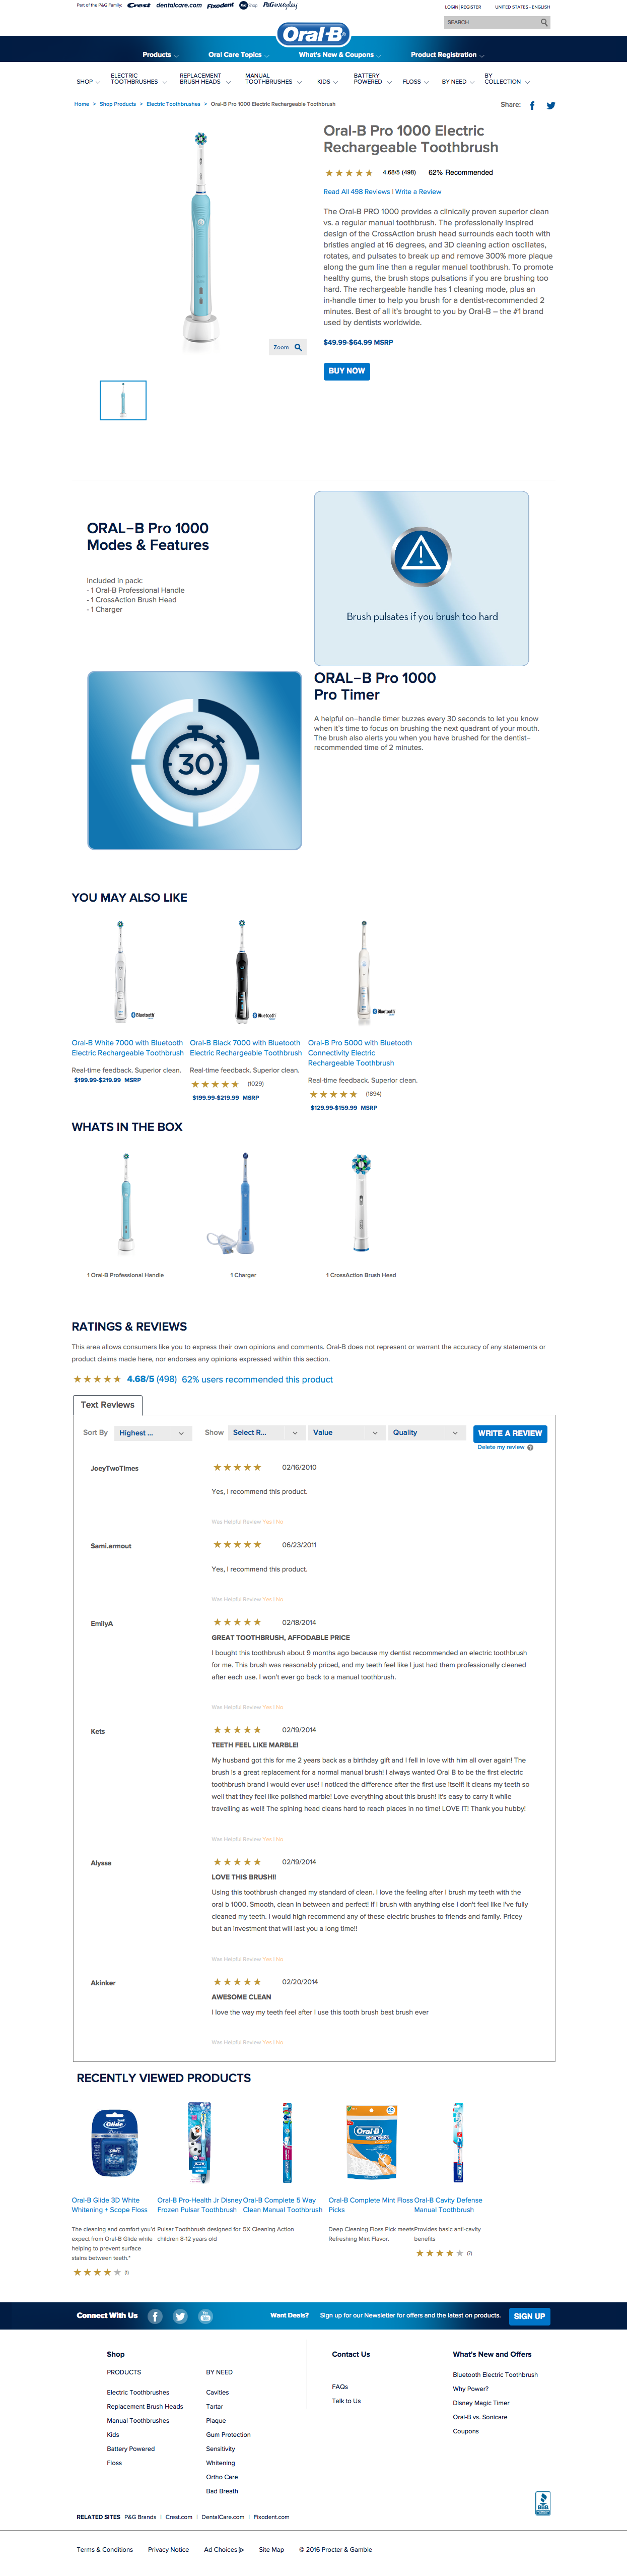 Part of the P&G Family: Crest dentalcare.com Fixodent P&G Shop P&G everyday
LOGIN | REGISTER UNITED STATES - ENGLISH
SEARCH
Oral-B
Products Oral Care Topics What's New & Coupons Product Registration
SHOP ELECTRIC TOOTHBRUSHES REPLACEMENT BRUSH HEADS MANUAL TOOTHBRUSHES KIDS BATTERY POWERED FLOSS BY NEED BY COLLECTION
Home > Shop Products > Electric Toothbrushes > Oral-B Pro 1000 Electric Rechargeable Toothbrush
Share:
Oral-B Pro 1000 Electric
Rechargeable Toothbrush
4.68/5 (498) 62% Recommended
Read All 498 Reviews | Write a Review
The Oral-B PRO 1000 provides a clinically proven superior clean
vs. a regular manual toothbrush. The professionally inspired
design of the CrossAction brush head surrounds each tooth with
bristles angled at 16 degrees, and 3D cleaning action oscillates,
rotates, and pulsates to break up and remove 300% more plaque
along the gum line than a regular manual toothbrush. To promote
healthy gums, the brush stops pulsations if you are brushing too
hard. The rechargeable handle has 1 cleaning mode, plus an
in-handle timer to help you brush for a dentist-recommended 2
minutes. Best of all it's brought to you by Oral-B – the #1 brand
used by dentists worldwide.
$49.99-$64.99 MSRP
BUY NOW
Zoom
ORAL-B Pro 1000
Modes & Features
Included in pack:
- 1 Oral-B Professional Handle
- 1 CrossAction Brush Head
- 1 Charger
Brush pulsates if you brush too hard
30
ORAL-B Pro 1000
Pro Timer
A helpful on-handle timer buzzes every 30 seconds to let you know
when it's time to focus on brushing the next quadrant of your mouth.
The brush also alerts you when you have brushed for the dentist-
recommended time of 2 minutes.
YOU MAY ALSO LIKE
Bluetooth
Bluetooth
Bluetooth
Oral-B White 7000 with Bluetooth
Electric Rechargeable Toothbrush
Real-time feedback. Superior clean.
$199.99-$219.99 MSRP
Oral-B Black 7000 with Bluetooth
Electric Rechargeable Toothbrush
Real-time feedback. Superior clean.
(1029)
$199.99-$219.99 MSRP
Oral-B Pro 5000 with Bluetooth
Connectivity Electric
Rechargeable Toothbrush
Real-time feedback. Superior clean.
(1894)
$129.99-$159.99 MSRP
WHATS IN THE BOX
1 Oral-B Professional Handle
1 Charger
1 CrossAction Brush Head
RATINGS & REVIEWS
This area allows consumers like you to express their own opinions and comments. Oral-B does not represent or warrant the accuracy of any statements or
product claims made here, nor endorses any opinions expressed within this section.
4.68/5 (498) 62% users recommended this product
Text Reviews
Sort By Highest ... Show Select R... Value Quality WRITE A REVIEW
Delete my review ?
JoeyTwoTimes 02/16/2010
Yes, I recommend this product.
Was Helpful Review Yes | No
Sami.armout 06/23/2011
Yes, I recommend this product.
Was Helpful Review Yes | No
EmilyA 02/18/2014
GREAT TOOTHBRUSH, AFFODABLE PRICE
I bought this toothbrush about 9 months ago because my dentist recommended an electric toothbrush
for me. This brush was reasonably priced, and my teeth feel like I just had them professionally cleaned
after each use. I won't ever go back to a manual toothbrush.
Was Helpful Review Yes | No
Kets 02/19/2014
TEETH FEEL LIKE MARBLE!
My husband got this for me 2 years back as a birthday gift and I fell in love with him all over again! The
brush is a great replacement for a normal manual brush! I always wanted Oral B to be the first electric
toothbrush brand I would ever use! I noticed the difference after the first use itself! It cleans my teeth so
well that they feel like polished marble! Love everything about this brush! It's easy to carry it while
travelling as well! The spining head cleans hard to reach places in no time! LOVE IT! Thank you hubby!
Was Helpful Review Yes | No
Alyssa 02/19/2014
LOVE THIS BRUSH!!
Using this toothbrush changed my standard of clean. I love the feeling after I brush my teeth with the
oral b 1000. Smooth, clean in between and perfect! If I brush with anything else I don't feel like I've fully
cleaned my teeth. I would high recommend any of these electric brushes to friends and family. Pricey
but an investment that will last you a long time!!
Was Helpful Review Yes | No
Akinker 02/20/2014
AWESOME CLEAN
I love the way my teeth feel after I use this tooth brush best brush ever
Was Helpful Review Yes | No
RECENTLY VIEWED PRODUCTS
Glide
Oral-B
Oral-B Glide 3D White
Whitening + Scope Floss
The cleaning and comfort you'd
expect from Oral-B Glide while
helping to prevent surface
stains between teeth.*
(1)
Oral-B Pro-Health Jr Disney
Frozen Pulsar Toothbrush
Pulsar Toothbrush designed for
children 8-12 years old
Oral-B Complete 5 Way
Clean Manual Toothbrush
5X Cleaning Action
Oral-B Complete Mint Floss
Picks
Deep Cleaning Floss Pick meets
Refreshing Mint Flavor.
Oral-B Cavity Defense
Manual Toothbrush
Provides basic anti-cavity
benefits
(7)
Connect With Us
Want Deals? Sign up for our Newsletter for offers and the latest on products. SIGN UP
Shop
PRODUCTS
Electric Toothbrushes
Replacement Brush Heads
Manual Toothbrushes
Kids
Battery Powered
Floss
BY NEED
Cavities
Tartar
Plaque
Gum Protection
Sensitivity
Whitening
Ortho Care
Bad Breath
Contact Us
FAQs
Talk to Us
What's New and Offers
Bluetooth Electric Toothbrush
Why Power?
Disney Magic Timer
Oral-B vs. Sonicare
Coupons
BBB
RELATED SITES P&G Brands | Crest.com | DentalCare.com | Fixodent.com
Terms & Conditions Privacy Notice Ad Choices Site Map © 2016 Procter & Gamble